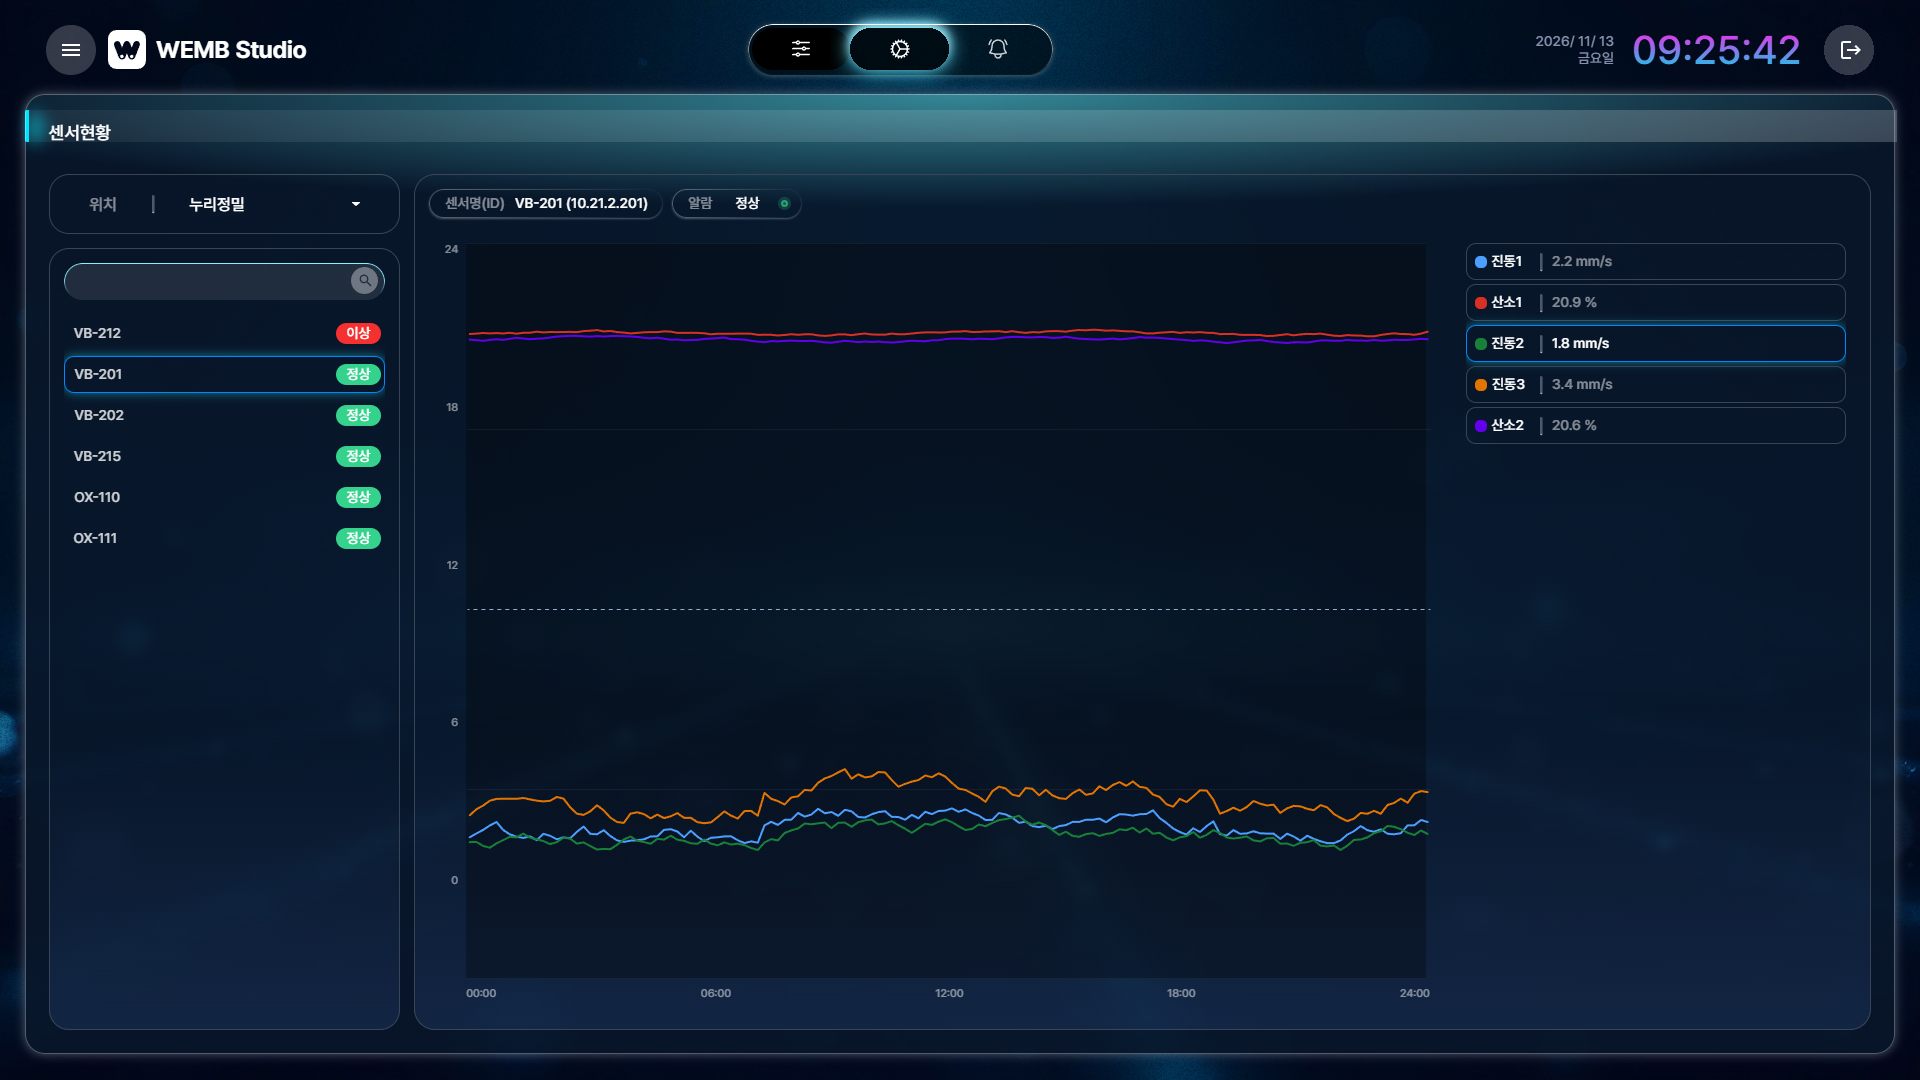 WEMB Studio
2026/ 11/ 13
금요일
09:25:42
센서현황
위치 | 누리정밀
센서명(ID) VB-201 (10.21.2.201)
알람 정상
VB-212 이상
VB-201 정상
VB-202 정상
VB-215 정상
OX-110 정상
OX-111 정상
24
18
12
6
0
00:00 06:00 12:00 18:00 24:00
진동1 | 2.2 mm/s
산소1 | 20.9 %
진동2 | 1.8 mm/s
진동3 | 3.4 mm/s
산소2 | 20.6 %